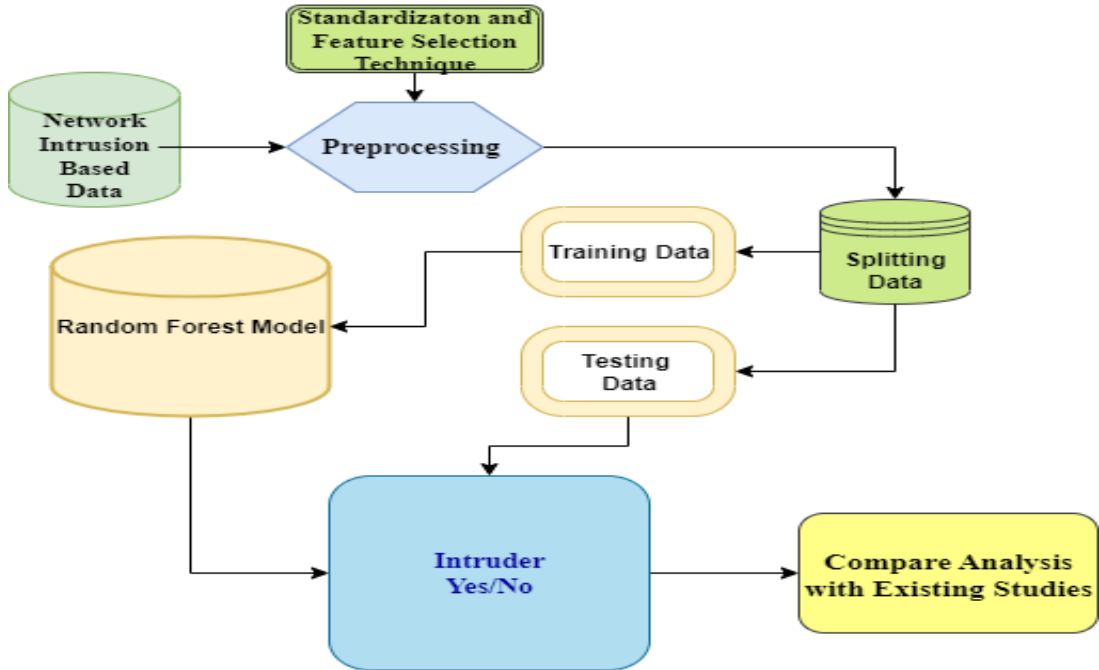 Standardizaton and
Feature Selection
Technique
Network
Intrusion
Based
Data
Preprocessing
Splitting
Data
Training Data
Random Forest Model
Testing
Data
Intruder
Yes/No
Compare Analysis
with Existing Studies